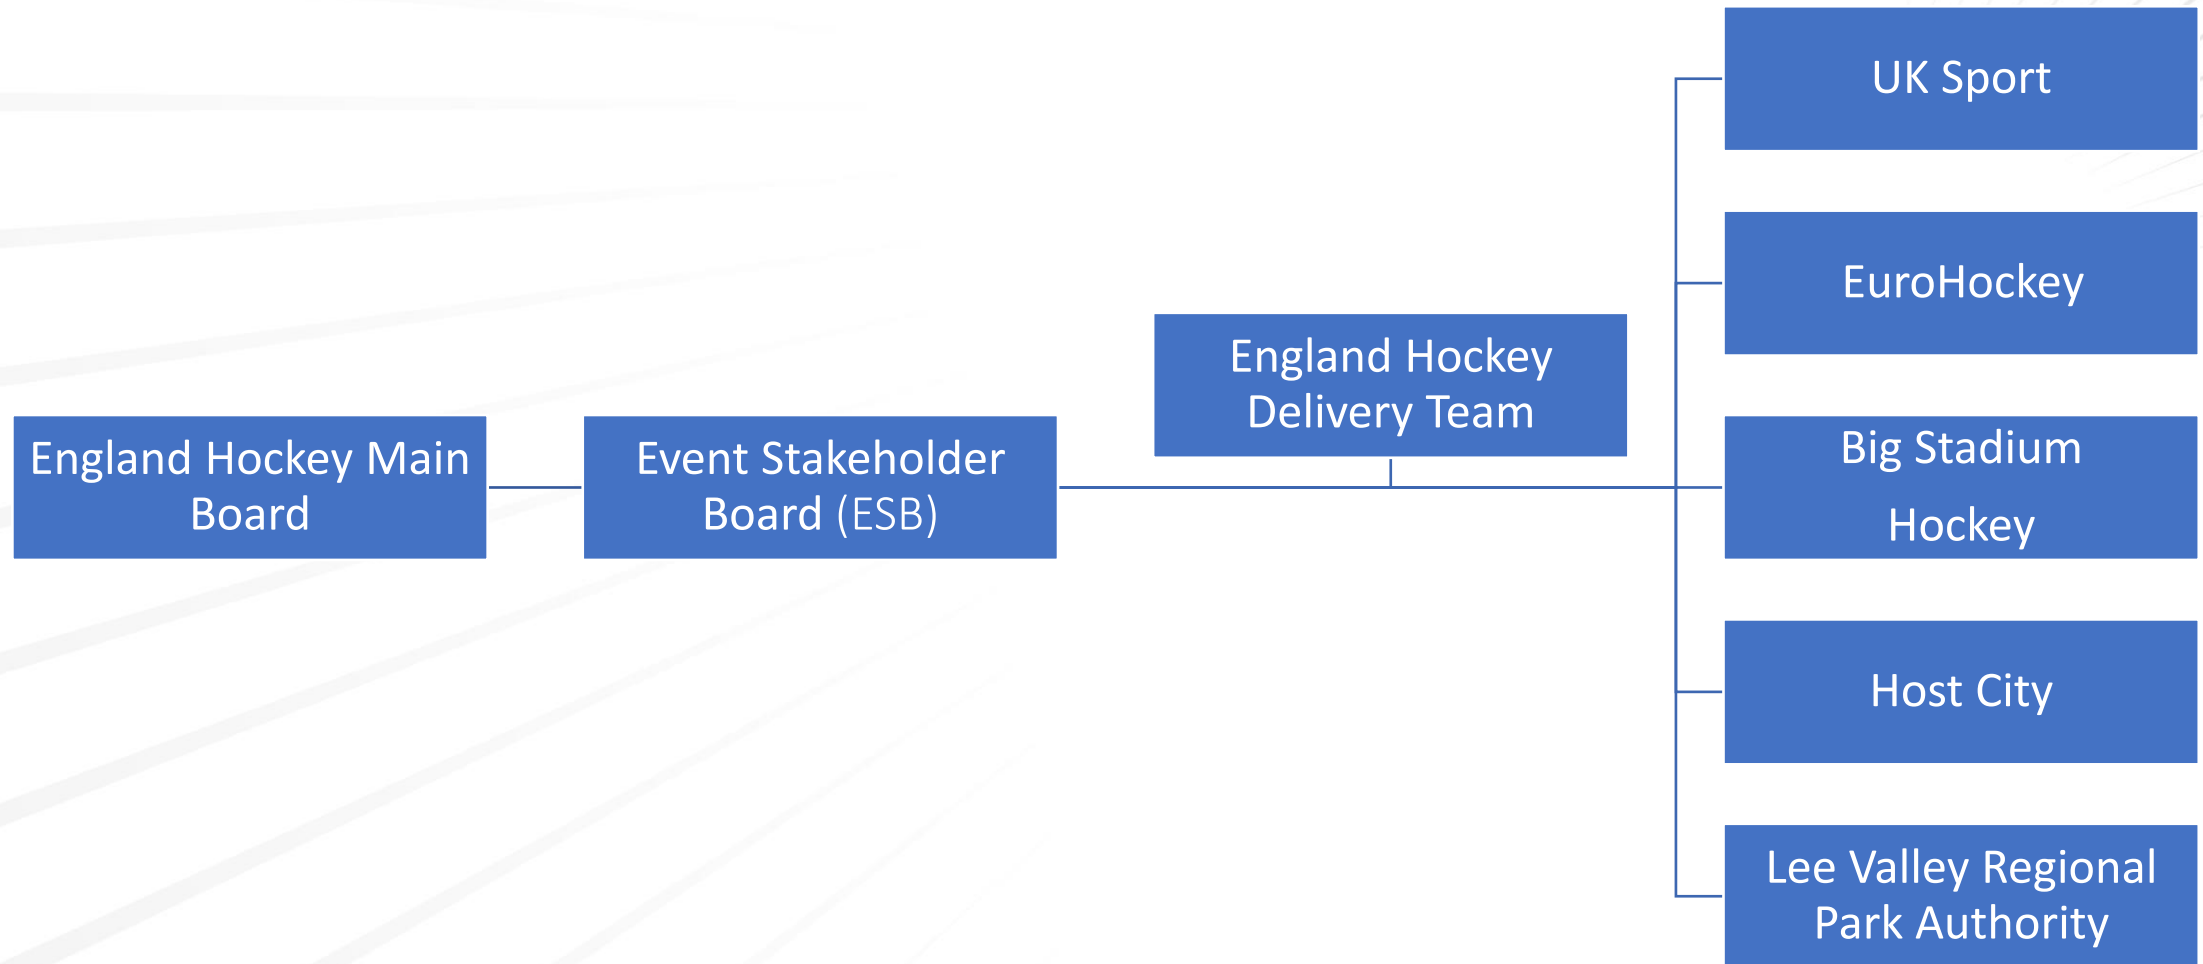 England Hockey Main
Board
Event Stakeholder
Board (ESB)
England Hockey
Delivery Team
UK Sport
EuroHockey
Big Stadium
Hockey
Host City
Lee Valley Regional
Park Authority